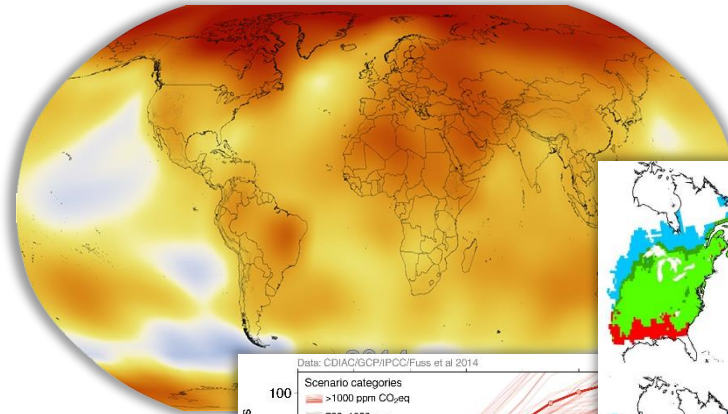 Data: CDIAC/GCP/IPCC/Fuss et al 2014
Scenario categories
100
>1000 ppm CO₂eq